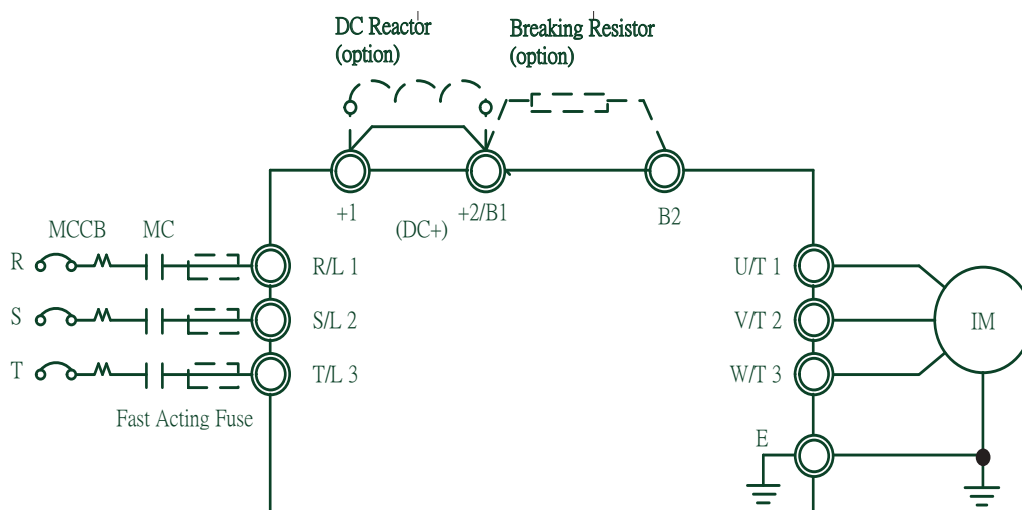 DC Reactor
(option)
Breaking Resistor
(option)
+1
(DC+)
+2/B1
B2
MCCB
MC
R
R/L 1
U/T 1
S
S/L 2
V/T 2
IM
T
T/L 3
W/T 3
Fast Acting Fuse
E